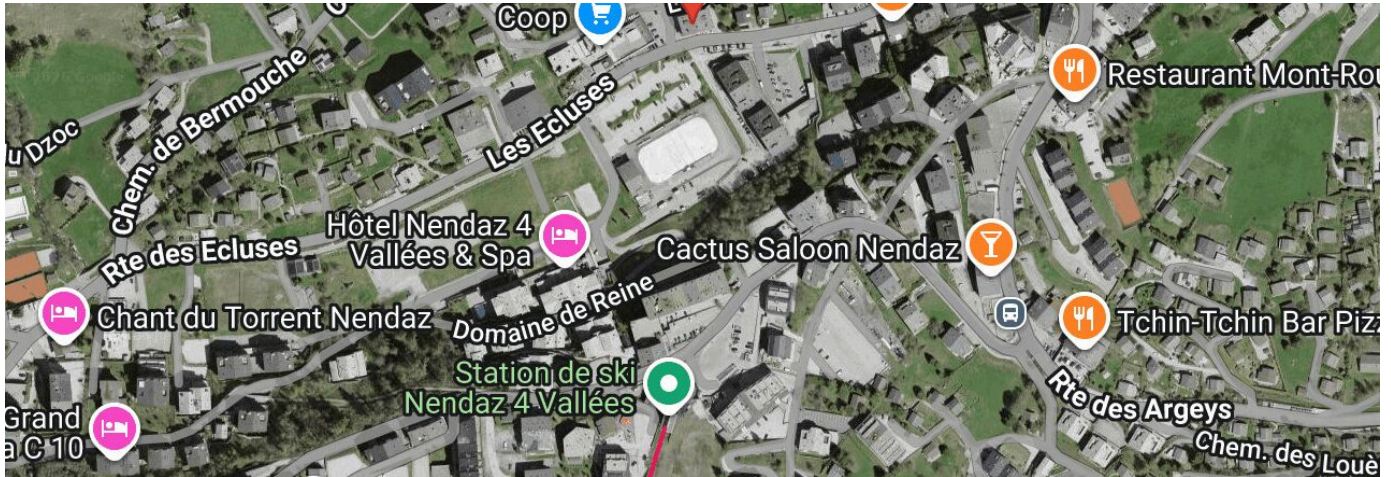 Coop
Restaurant Mont-Rou
© 2026 Google
u Dzoc
Chem. de Bermouche
Les Ecluses
Rte des Ecluses
Hôtel Nendaz 4
Vallées & Spa
Cactus Saloon Nendaz
Chant du Torrent Nendaz
Domaine de Reine
Tchin-Tchin Bar Pizz
Station de ski
Nendaz 4 Vallées
Rte des Argeys
Grand
a C 10
Chem. des Louè